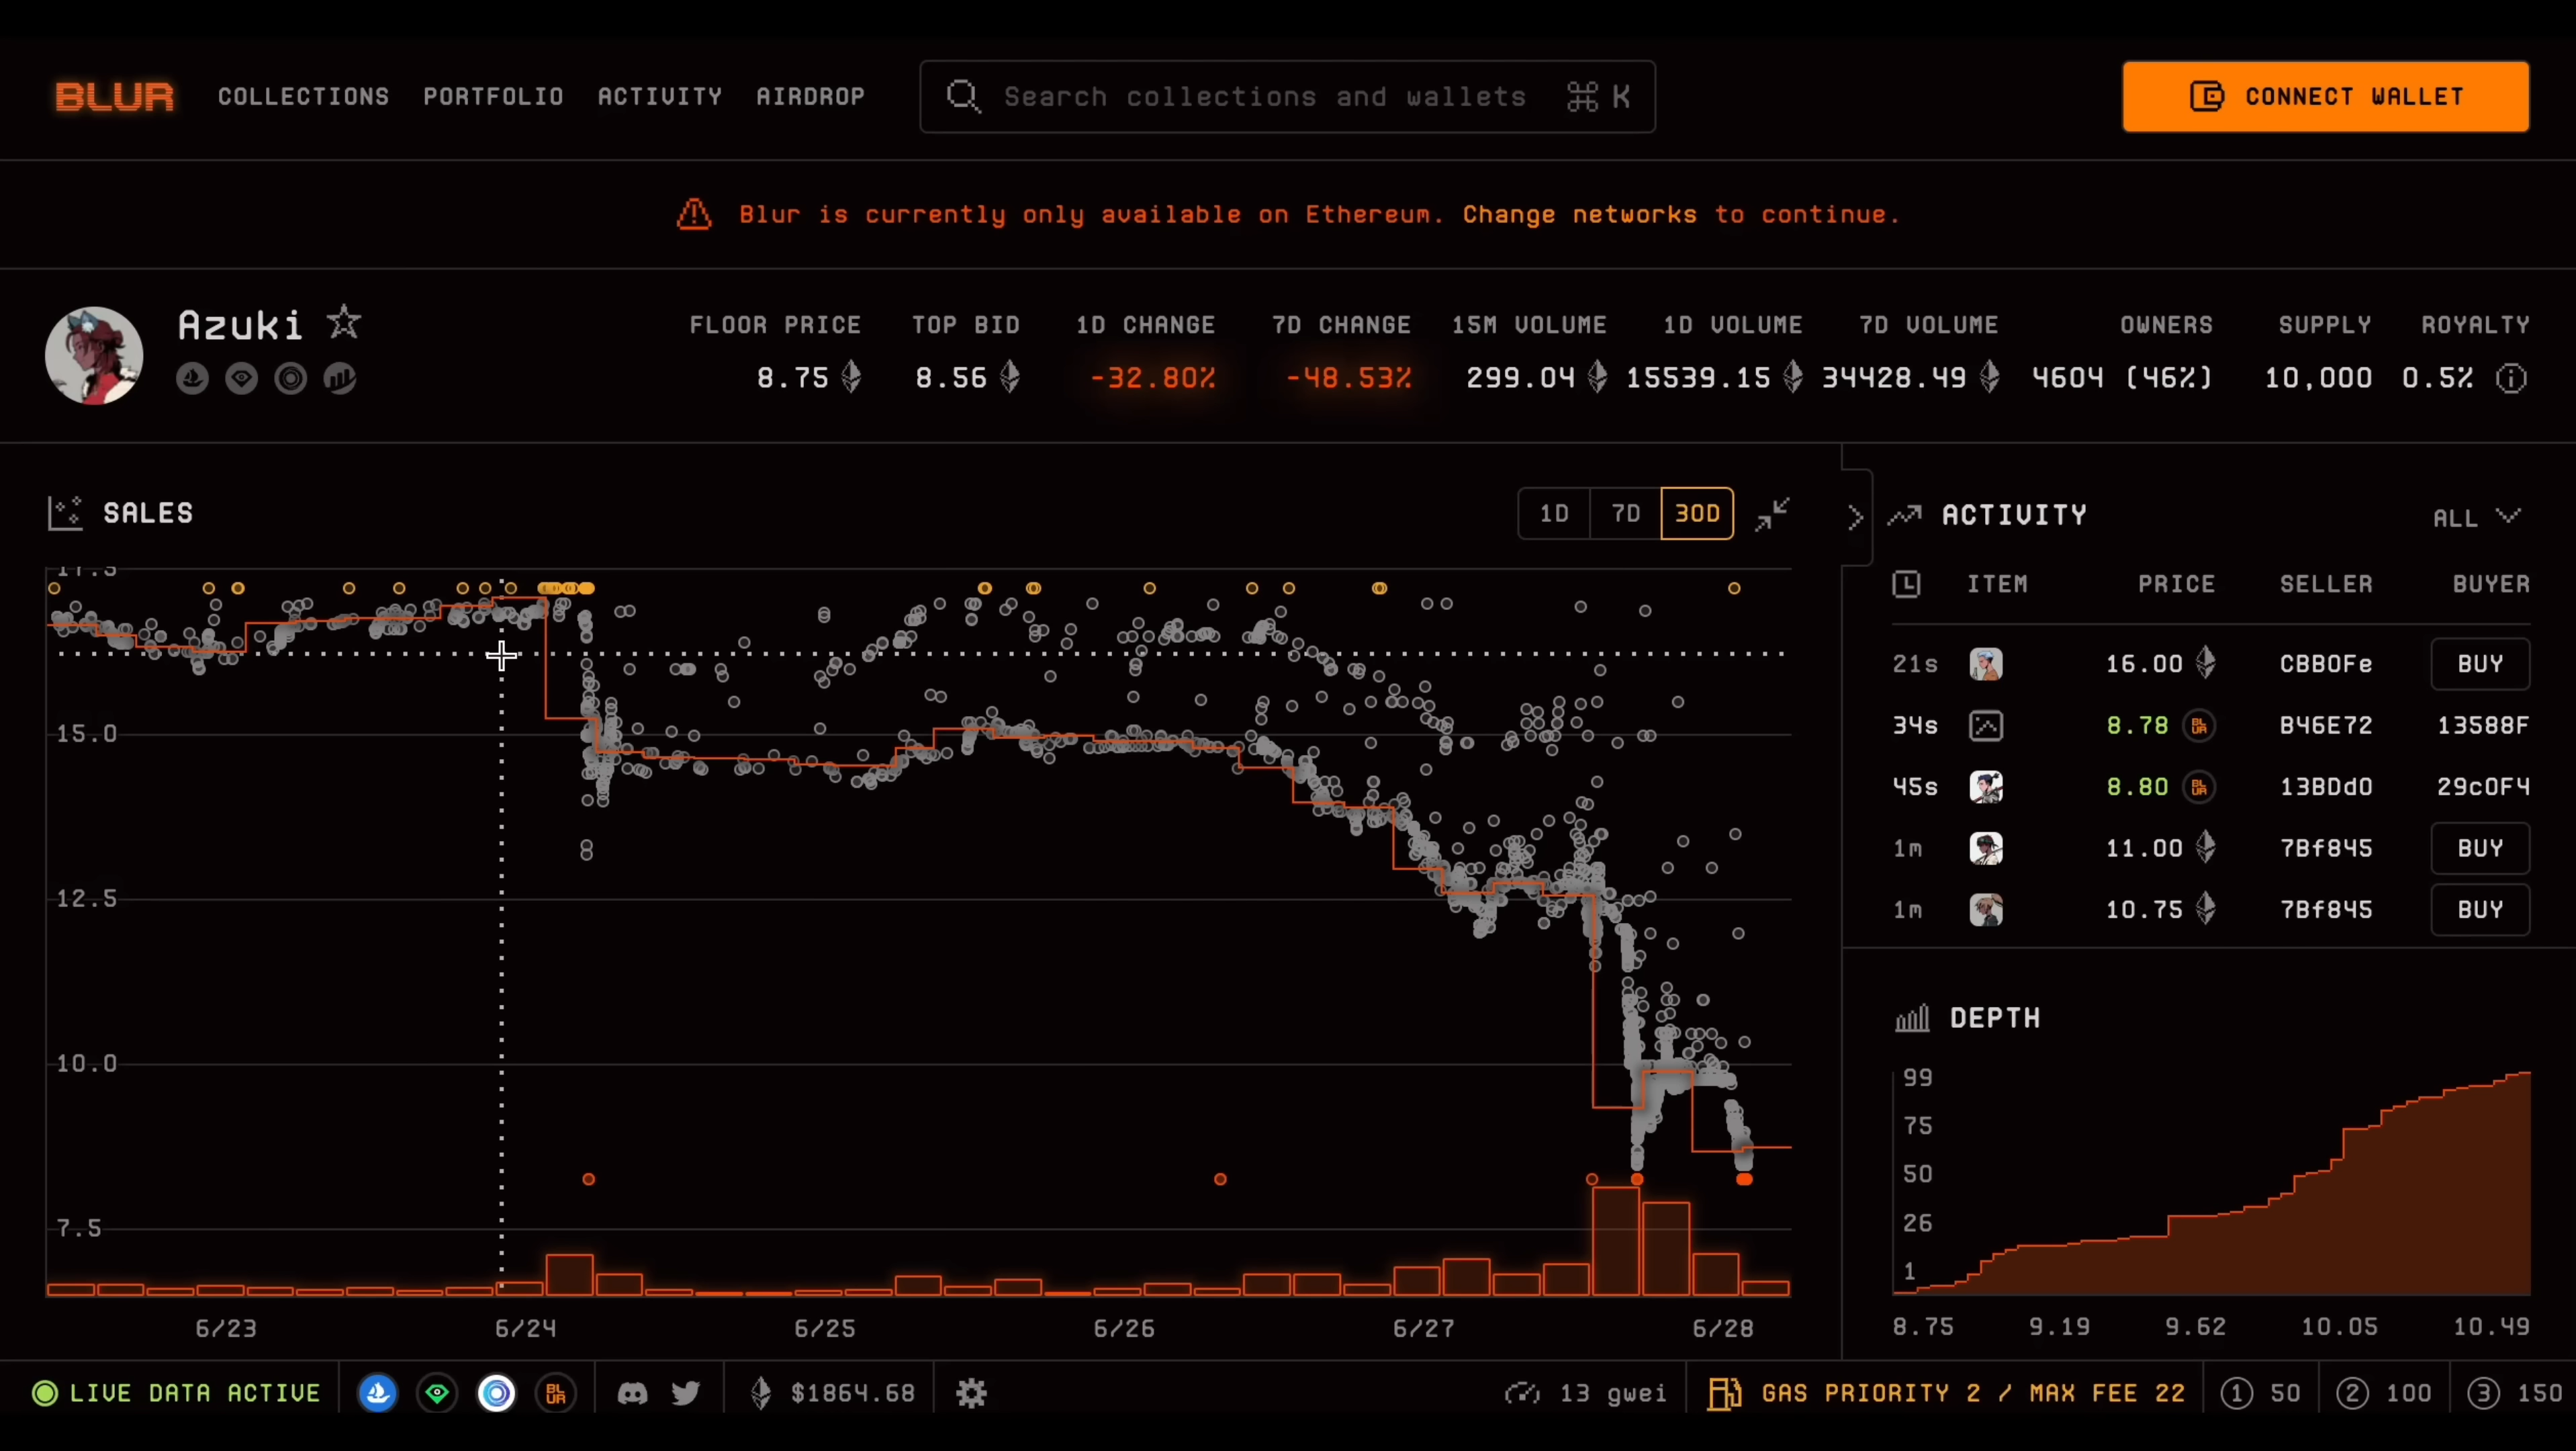 BLUR COLLECTIONS PORTFOLIO ACTIVITY AIRDROP Search collections and wallets ⌘ K CONNECT WALLET
Blur is currently only available on Ethereum. Change networks to continue.
Azuki
FLOOR PRICE TOP BID 1D CHANGE 7D CHANGE 15M VOLUME 1D VOLUME 7D VOLUME OWNERS SUPPLY ROYALTY
8.75 8.56 -32.80% -48.53% 299.04 15539.15 34428.49 4604 (46%) 10,000 0.5%
SALES
1D 7D 30D
17.5
15.0
12.5
10.0
7.5
6/23 6/24 6/25 6/26 6/27 6/28
ACTIVITY ALL
ITEM PRICE SELLER BUYER
21s 16.00 CBB0Fe BUY
34s 8.78 BLUR B46E72 13588F
45s 8.80 BLUR 13BDd0 29c0F4
1m 11.00 7Bf845 BUY
1m 10.75 7Bf845 BUY
DEPTH
99
75
50
26
1
8.75 9.19 9.62 10.05 10.49
LIVE DATA ACTIVE BLUR $1864.68 13 gwei GAS PRIORITY 2 / MAX FEE 22 1 50 2 100 3 150